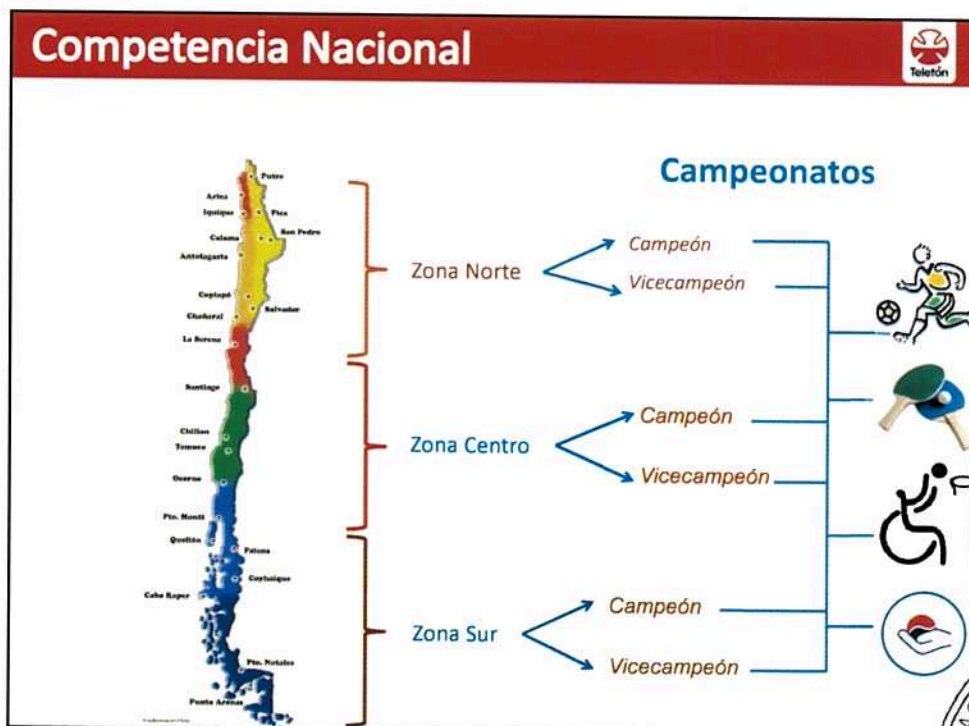 Competencia Nacional
Teletón
Campeonatos
Putre
Arica
Iquique
Pica
Calama
San Pedro
Antofagasta
Copiapó
Salvador
Chañaral
La Serena
Santiago
Chillan
Temuco
Osorno
Pto. Montt
Quellón
Palena
Coyhaique
Cabo Raper
Pto. Natales
Punta Arenas
Zona Norte
Campeón
Vicecampeón
Zona Centro
Campeón
Vicecampeón
Zona Sur
Campeón
Vicecampeón